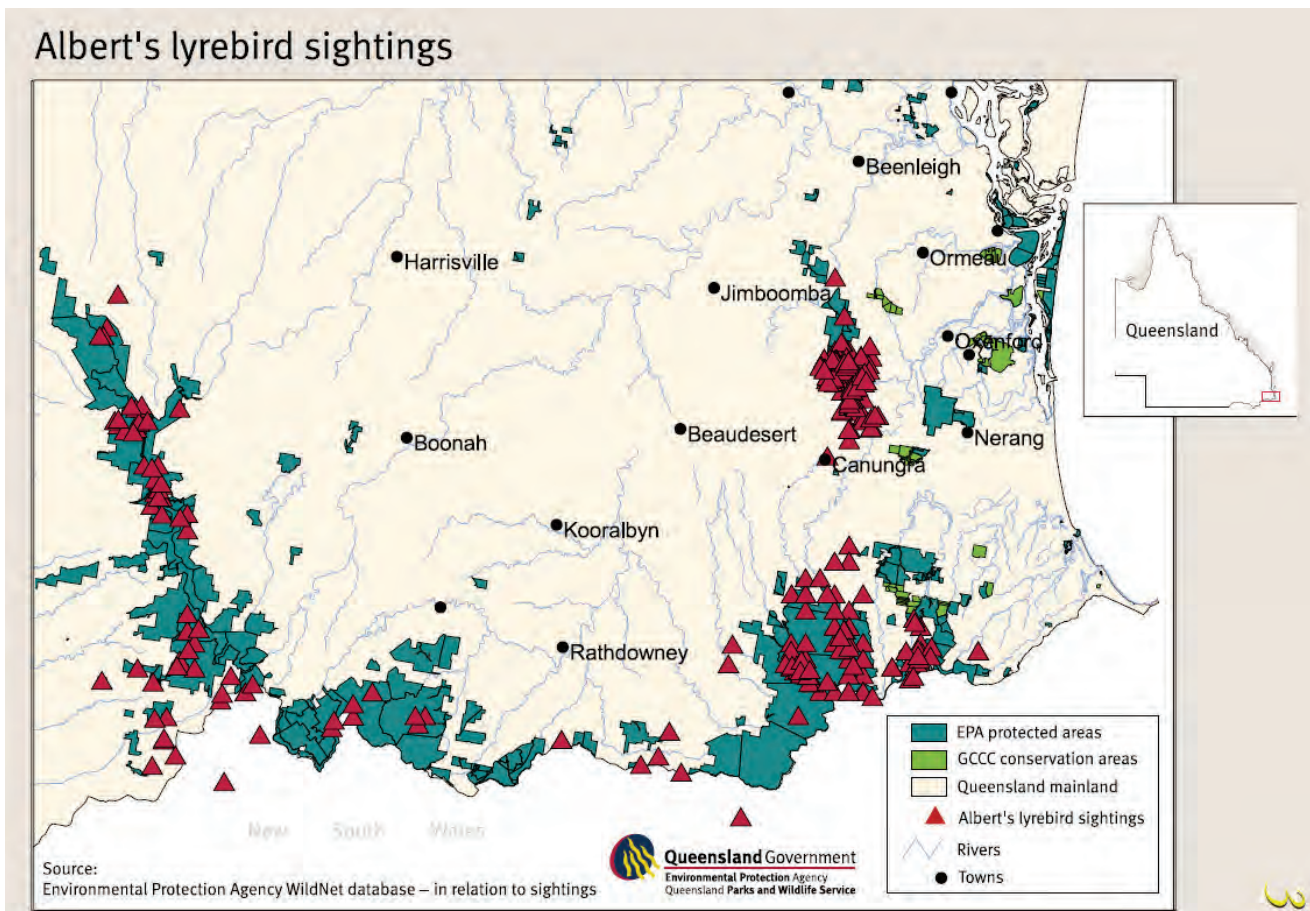 Albert's lyrebird sightings
Beenleigh
Harrisville
Ormeau
Jimboomba
Queensland
Oxenford
Boonah
Beaudesert
Nerang
Canungra
Kooralbyn
Rathdowney
EPA protected areas
GCCC conservation areas
Queensland mainland
Albert's lyrebird sightings
Rivers
Towns
New South Wales
Queensland Government
Environmental Protection Agency
Queensland Parks and Wildlife Service
Source:
Environmental Protection Agency WildNet database – in relation to sightings
3